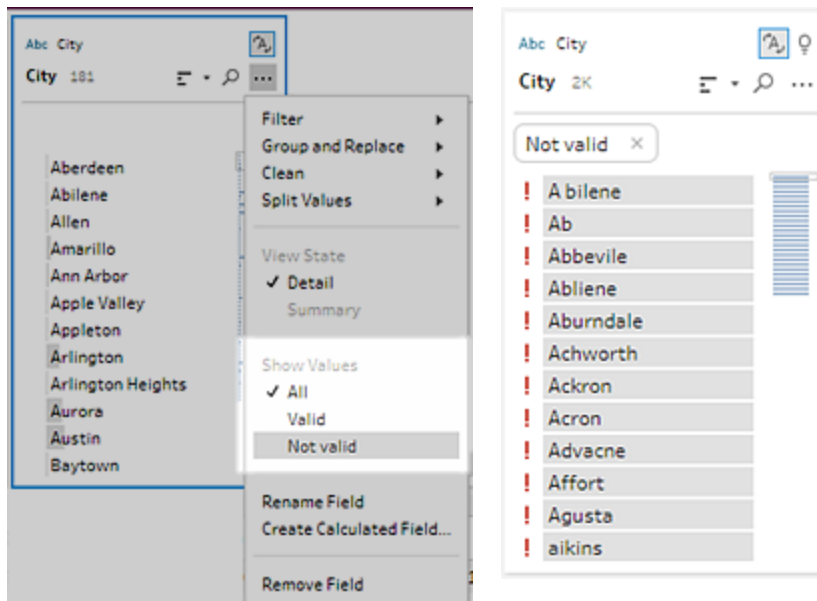 Abc City
City 181
Aberdeen
Abilene
Allen
Amarillo
Ann Arbor
Apple Valley
Appleton
Arlington
Arlington Heights
Aurora
Austin
Baytown
Filter
Group and Replace
Clean
Split Values
View State
✓ Detail
Summary
Show Values
✓ All
Valid
Not valid
Rename Field
Create Calculated Field...
Remove Field
Abc City
City 2K
Not valid ×
! A bilene
! Ab
! Abbevile
! Abliene
! Aburndale
! Achworth
! Ackron
! Acron
! Advacne
! Affort
! Agusta
! aikins